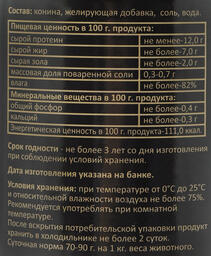 Состав: конина, желирующая добавка, соль, вода.
Пищевая ценность в 100 г. продукта:
сырой протеин не менее-12,0 г
сырой жир не более-7,0 г
сырая зола не более-2,0 г
массовая доля поваренной соли 0,3-0,7 г
влага не более-82%
Минеральные вещества в 100 г. продукта:
общий фосфор не более-0,4 г
кальций не более-0,3 г
Энергетическая ценность в 100 г. продукта-111,0 ккал.
Срок годности - не более 3 лет со дня изготовления
при соблюдении условий хранения.
Дата изготовления указана на банке.
Условия хранения: при температуре от 0°С до 25°С
и относительной влажности воздуха не более 75%.
Рекомендуется употреблять при комнатной
температуре.
После вскрытия потребительской упаковки продукт
хранить в холодильнике не более 2 суток.
Суточная норма 70-90 г. на 1 кг. веса животного.